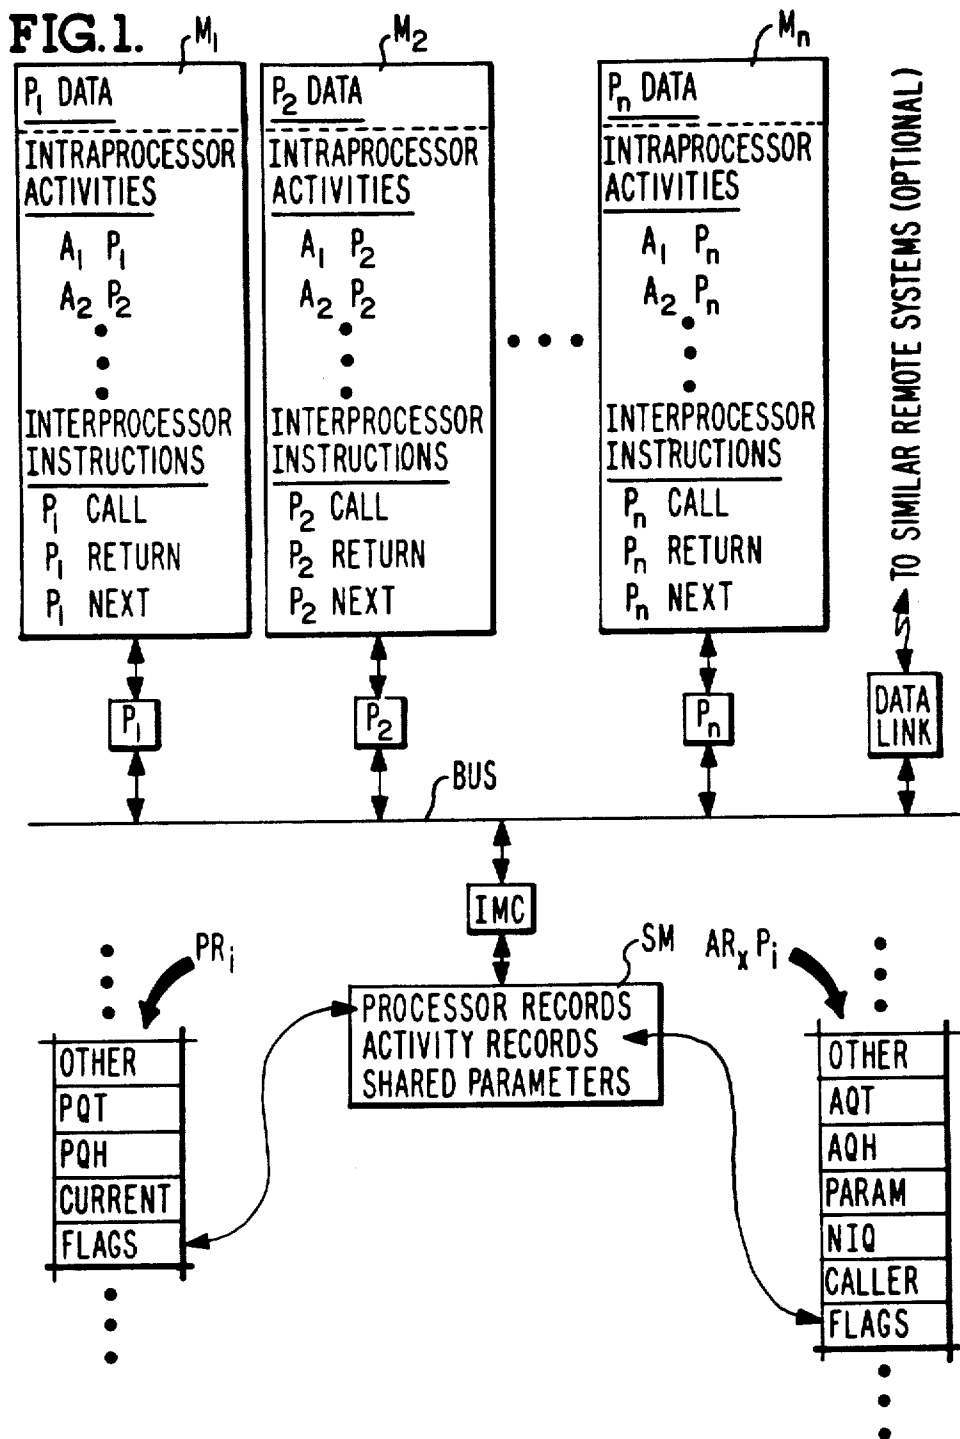 FIG.1.
M1
M2
Mn
P1 DATA
INTRAPROCESSOR
ACTIVITIES
A1 P1
A2 P2
INTERPROCESSOR
INSTRUCTIONS
P1 CALL
P1 RETURN
P1 NEXT
P2 DATA
INTRAPROCESSOR
ACTIVITIES
A1 P2
A2 P2
INTERPROCESSOR
INSTRUCTIONS
P2 CALL
P2 RETURN
P2 NEXT
Pn DATA
INTRAPROCESSOR
ACTIVITIES
A1 Pn
A2 Pn
INTERPROCESSOR
INSTRUCTIONS
Pn CALL
Pn RETURN
Pn NEXT
TO SIMILAR REMOTE SYSTEMS (OPTIONAL)
P1
P2
Pn
DATA
LINK
BUS
IMC
SM
PROCESSOR RECORDS
ACTIVITY RECORDS
SHARED PARAMETERS
PRi
OTHER
PQT
PQH
CURRENT
FLAGS
ARx Pi
OTHER
AQT
AQH
PARAM
NIQ
CALLER
FLAGS